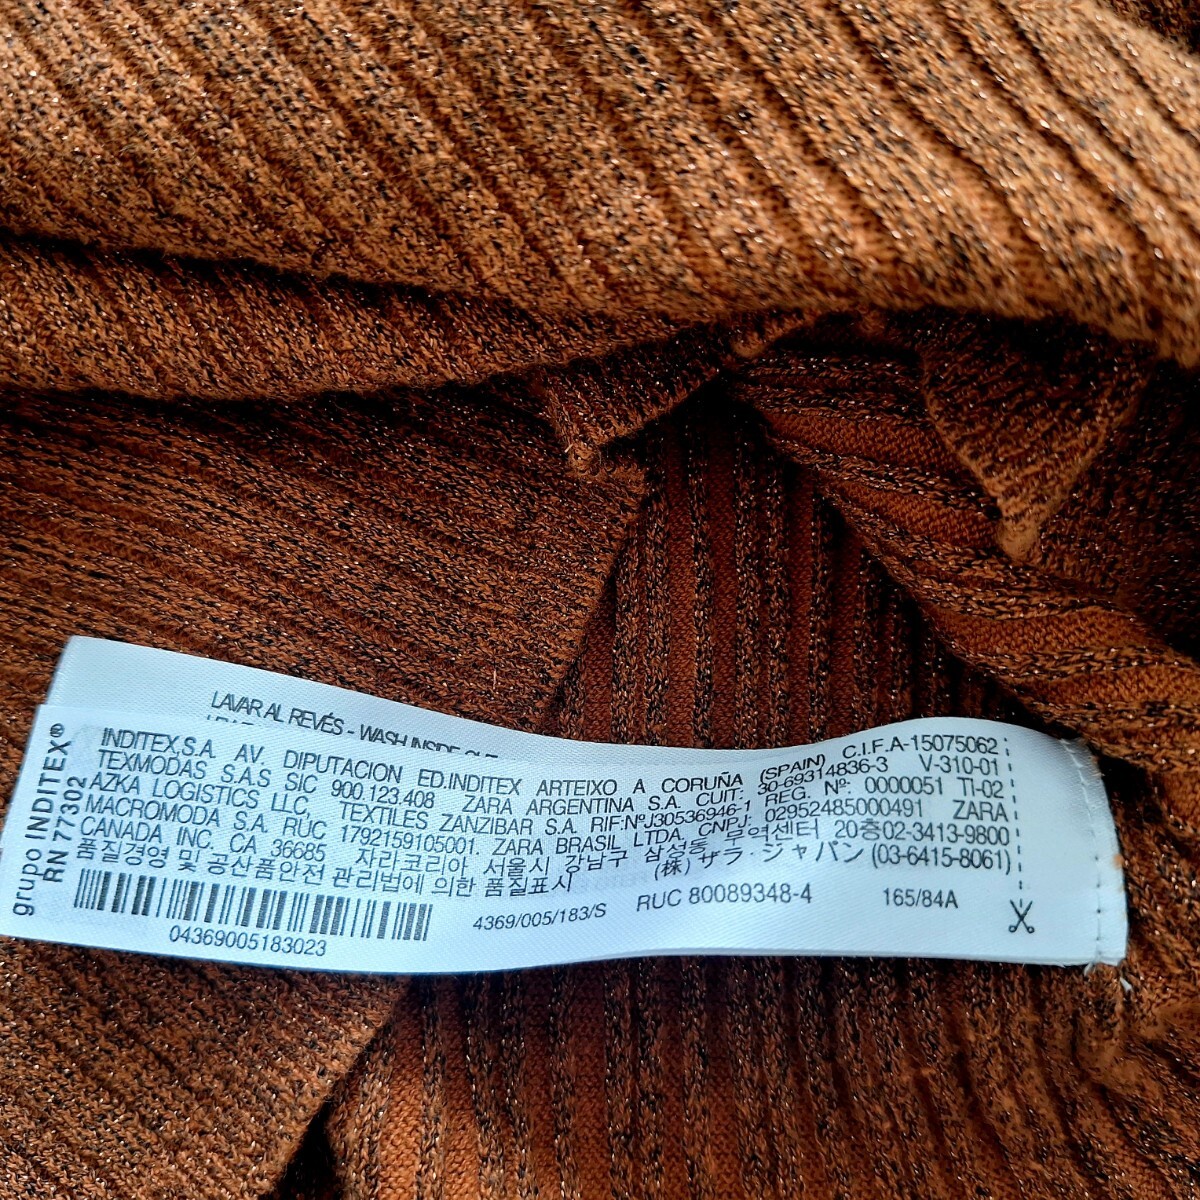 LAVAR AL REVÉS - WASH INSIDE OUT
grupo INDITEX®
RN 77302
INDITEX,S.A. AV. DIPUTACION ED.INDITEX ARTEIXO A CORUÑA (SPAIN) C.I.F.A-15075062
TEXMODAS S.A.S SIC 900.123.408 ZARA ARGENTINA S.A. CUIT: 30-69314836-3 V-310-01
AZKA LOGISTICS LLC, TEXTILES ZANZIBAR S.A. RIF:NºJ30536946-1 REG. Nº: 0000051 TI-02
MACROMODA S.A. RUC 1792159105001. ZARA BRASIL LTDA. CNPJ: 02952485000491 ZARA
CANADA INC. CA 36685 자리코리아, 서울시 강남구 삼성동 무역센터 20층02-3413-9800
품질경영 및 공산품안전 관리법에 의한 품질표시 (株) ザラ・ジャパン (03-6415-8061)
4369/005/183/S RUC 80089348-4 165/84A
04369005183023